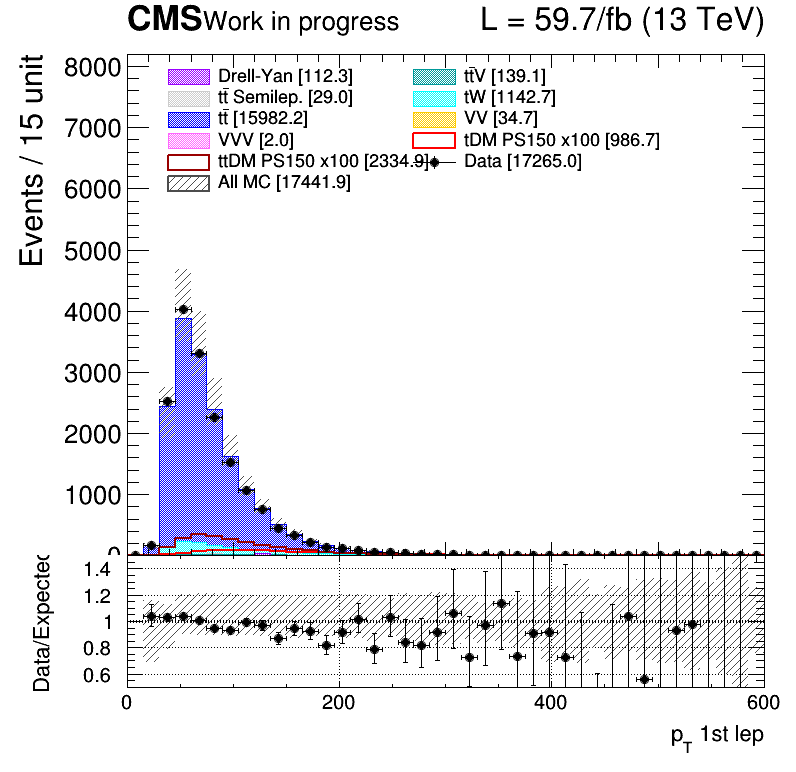 CMS Work in progress L = 59.7/fb (13 TeV)
Events / 15 unit
8000
7000
6000
5000
4000
3000
2000
1000
0
Drell-Yan [112.3] tt̄V [139.1]
tt̄ Semilep. [29.0] tW [1142.7]
tt̄ [15982.2] VV [34.7]
VVV [2.0] tDM PS150 x100 [986.7]
ttDM PS150 x100 [2334.9] Data [17265.0]
All MC [17441.9]
Data/Expected
1.4
1.2
1
0.8
0.6
0 200 400 600
p_T 1st lep